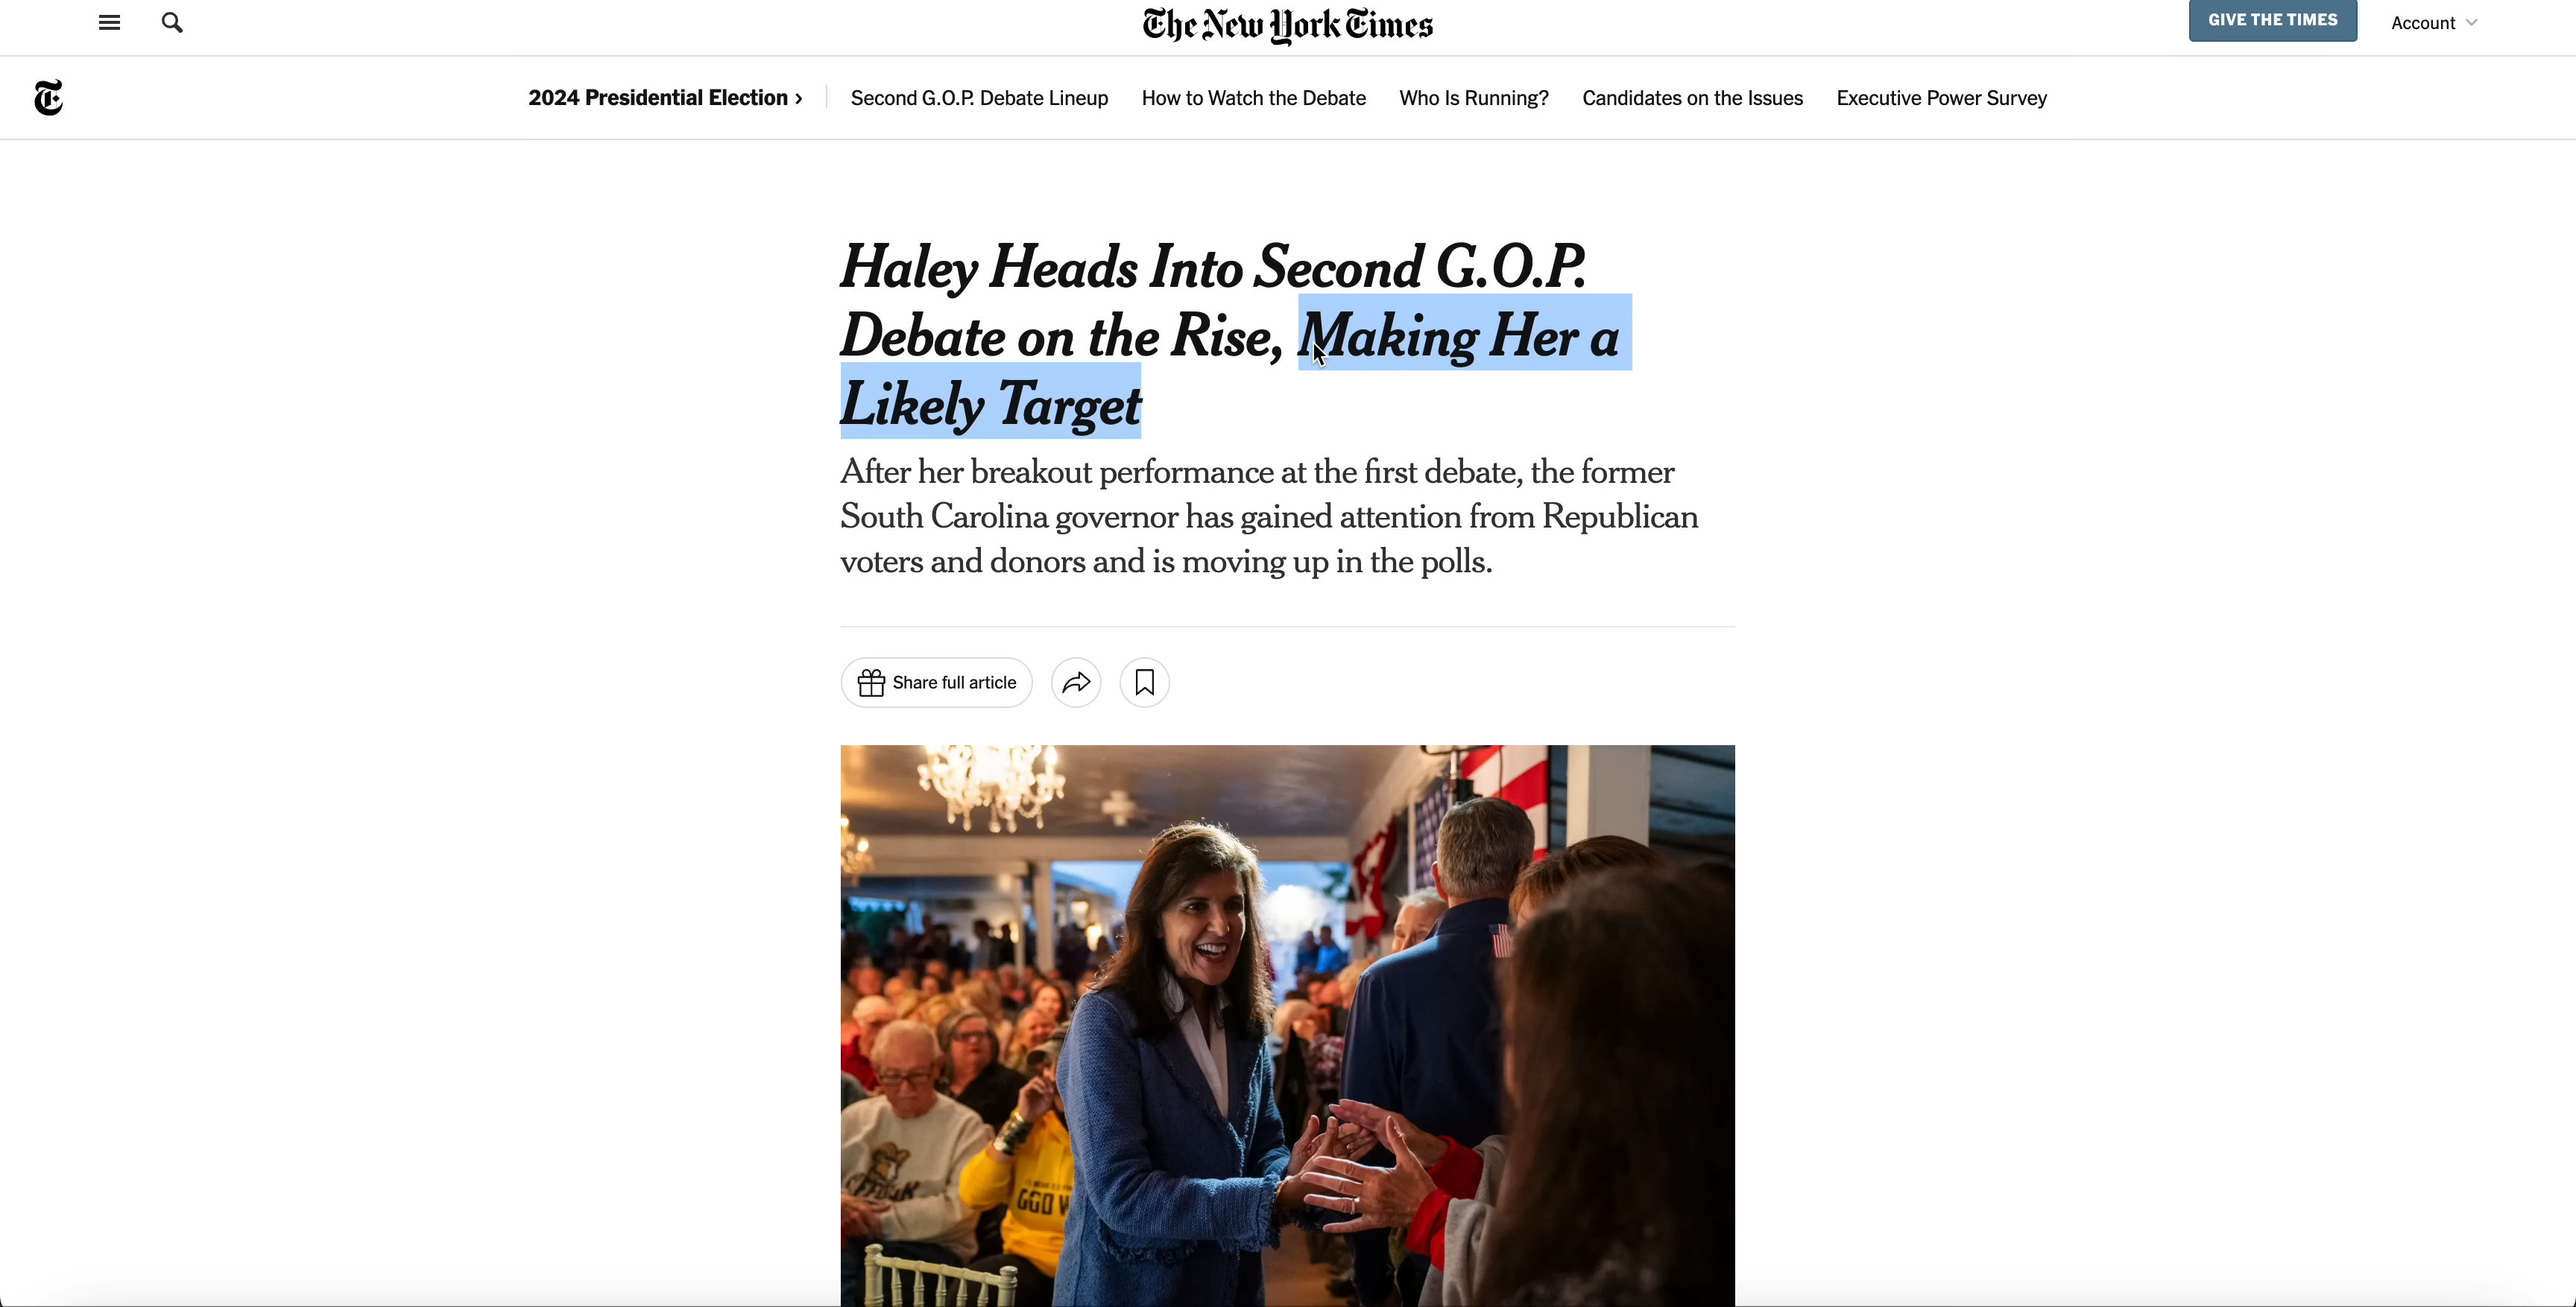 The New York Times
GIVE THE TIMES
Account
2024 Presidential Election ›
Second G.O.P. Debate Lineup
How to Watch the Debate
Who Is Running?
Candidates on the Issues
Executive Power Survey
Haley Heads Into Second G.O.P.
Debate on the Rise, Making Her a
Likely Target
After her breakout performance at the first debate, the former
South Carolina governor has gained attention from Republican
voters and donors and is moving up in the polls.
Share full article